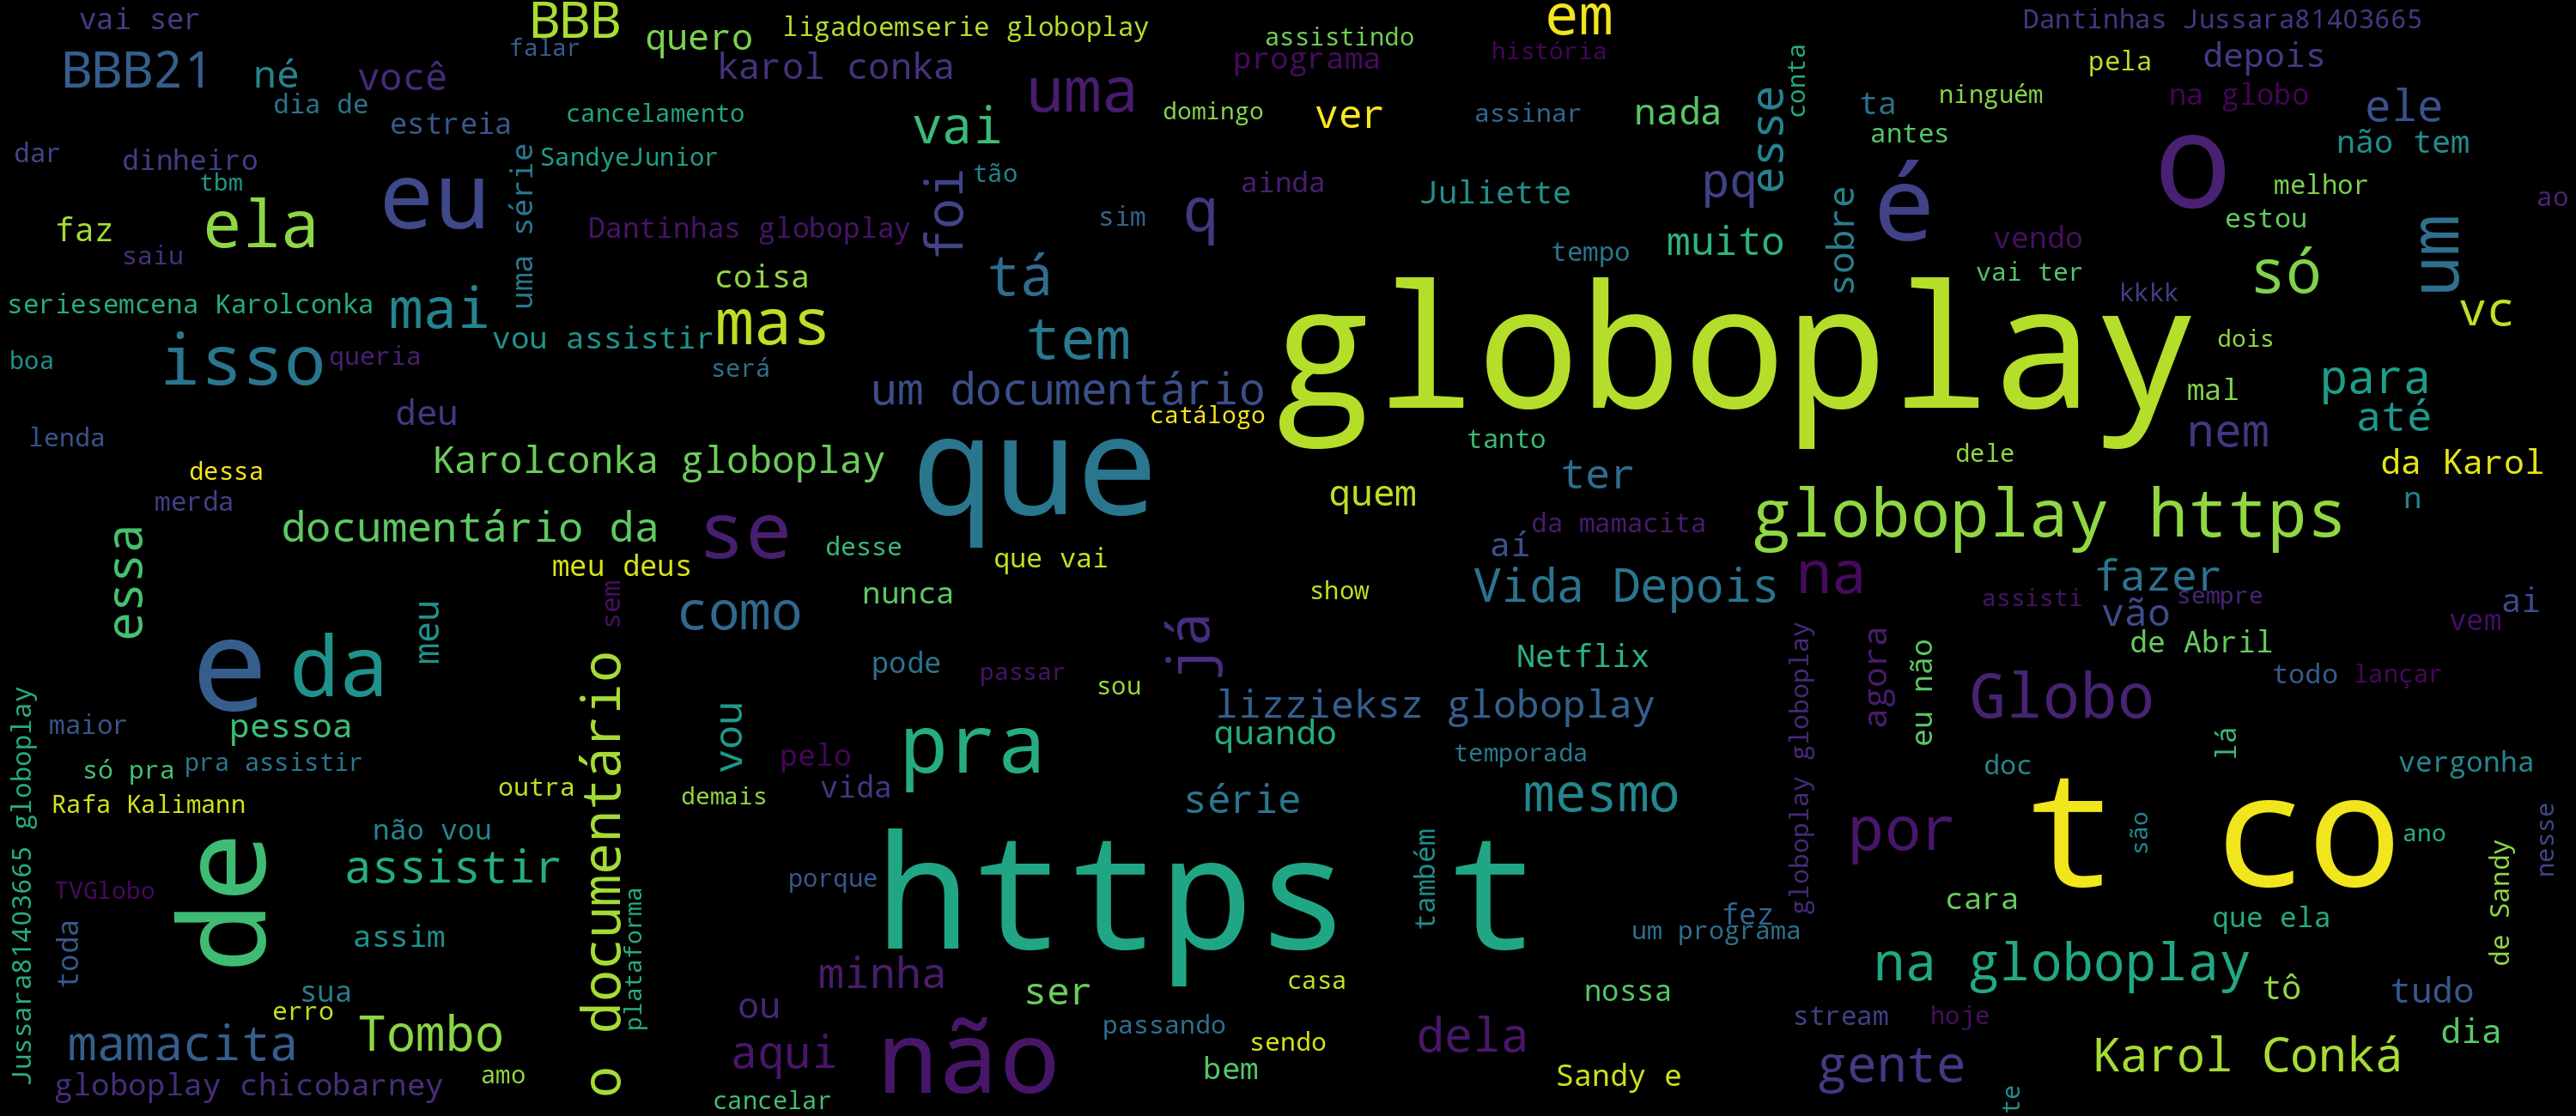 vai ser
BBB
quero
ligadoemserie globoplay
em
Dantinhas Jussara81403665
BBB21
né
você
falar
karol conka
assistindo
programa
história
pela
depois
dia de
estreia
cancelamento
uma
domingo
ver
assinar
nada
esse
conta
ta
ninguém
na globo
ele
dar
dinheiro
tbm
SandyeJunior
vai
antes
não tem
eu
uma série
foi
tão
q
ainda
Juliette
pq
é
o
melhor
ao
faz
ela
saiu
Dantinhas globoplay
sim
muito
sobre
vendo
estou
um
seriesemcena Karolconka
mai
coisa
tá
tempo
vai ter
kkkk
só
vc
boa
isso
queria
vou assistir
mas
será
tem
globoplay
dois
deu
um documentário
catálogo
mal
para
até
lenda
dessa
Karolconka globoplay
que
tanto
dele
nem
da Karol
merda
quem
ter
n
essa
documentário da
se
desse
que vai
da mamacita
aí
globoplay https
meu deus
sem
nunca
show
Vida Depois
na
fazer
assisti
sempre
ai
e
da
meu
como
já
vão
vem
de Abril
pode
passar
sou
Netflix
agora
eu não
Globo
todo
lançar
maior
pessoa
o documentário
vou
pra
lizzieksz globoplay
quando
globoplay globoplay
lá
Jussara81403665 globoplay
só pra
pra assistir
pelo
temporada
doc
vergonha
Rafa Kalimann
outra
demais
vida
série
mesmo
t co
não vou
por
são
ano
nesse
de
assistir
TVGlobo
plataforma
porque
https t
também
cara
que ela
de Sandy
toda
assim
fez
um programa
sua
erro
minha
ser
casa
nossa
na globoplay
tô
tudo
mamacita
Tombo
ou
aqui
não
passando
sendo
dela
stream
hoje
dia
globoplay chicobarney
amo
cancelar
bem
Sandy e
gente
te
Karol Conká